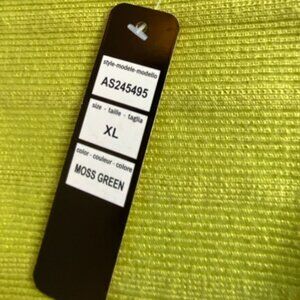 style-modele-modello
AS245495
size - taille - taglia
XL
color - couleur - colore
MOSS GREEN